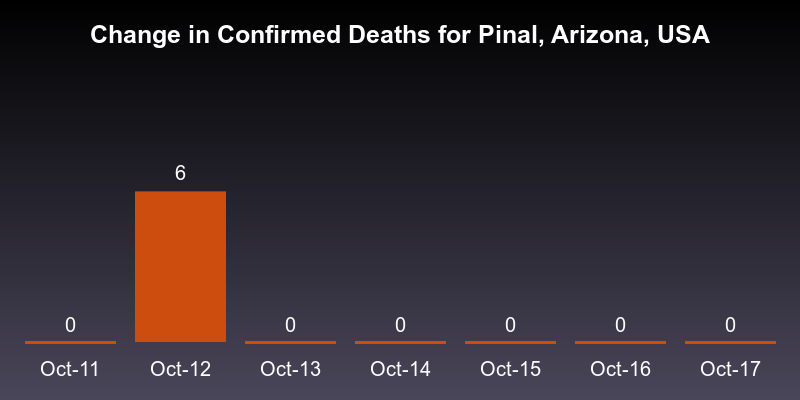 Change in Confirmed Deaths for Pinal, Arizona, USA
6
0 0 0 0 0 0
Oct-11 Oct-12 Oct-13 Oct-14 Oct-15 Oct-16 Oct-17